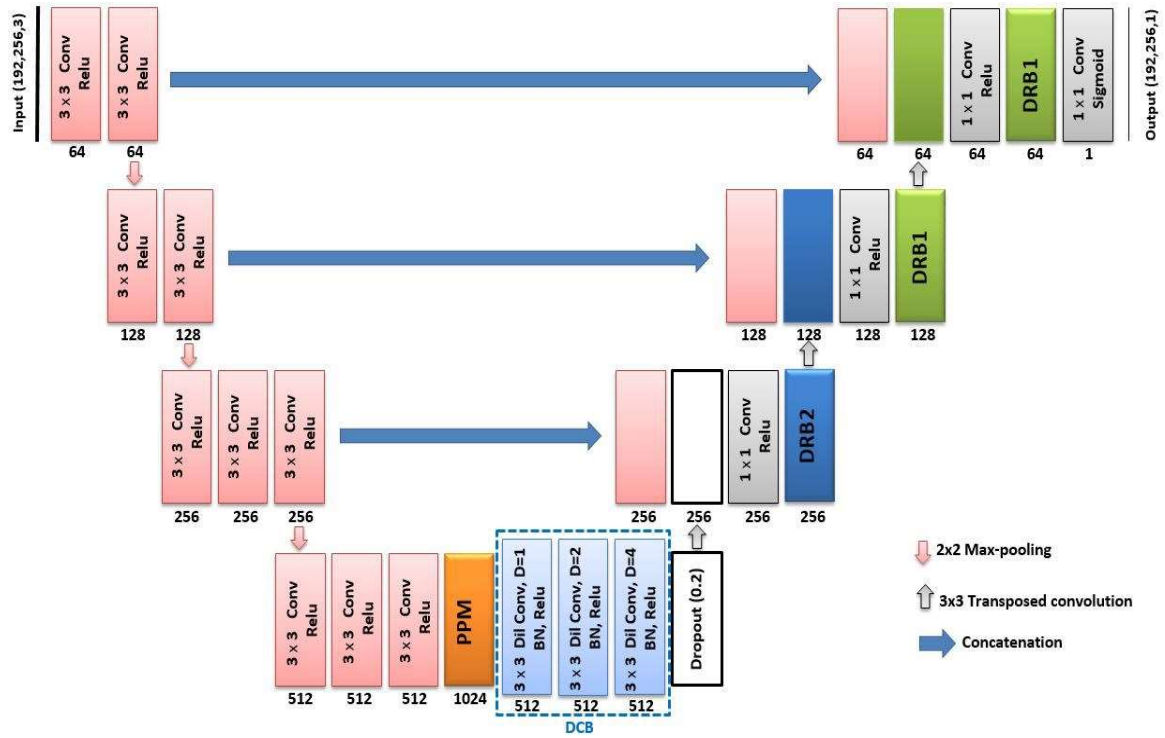 Input (192,256,3)
3 x 3 Conv
Relu
3 x 3 Conv
Relu
1 x 1 Conv
Relu
DRB1
1 x 1 Conv
Sigmoid
Output (192,256,1)
64
64
64
64
64
64
1
3 x 3 Conv
Relu
3 x 3 Conv
Relu
1 x 1 Conv
Relu
DRB1
128
128
128
128
128
128
3 x 3 Conv
Relu
3 x 3 Conv
Relu
3 x 3 Conv
Relu
1 x 1 Conv
Relu
DRB2
256
256
256
256
256
256
256
3 x 3 Conv
Relu
3 x 3 Conv
Relu
3 x 3 Conv
Relu
PPM
3 x 3 Dil Conv, D=1
BN, Relu
3 x 3 Dil Conv, D=2
BN, Relu
3 x 3 Dil Conv, D=4
BN, Relu
Dropout (0.2)
512
512
512
1024
512
512
512
DCB
2x2 Max-pooling
3x3 Transposed convolution
Concatenation